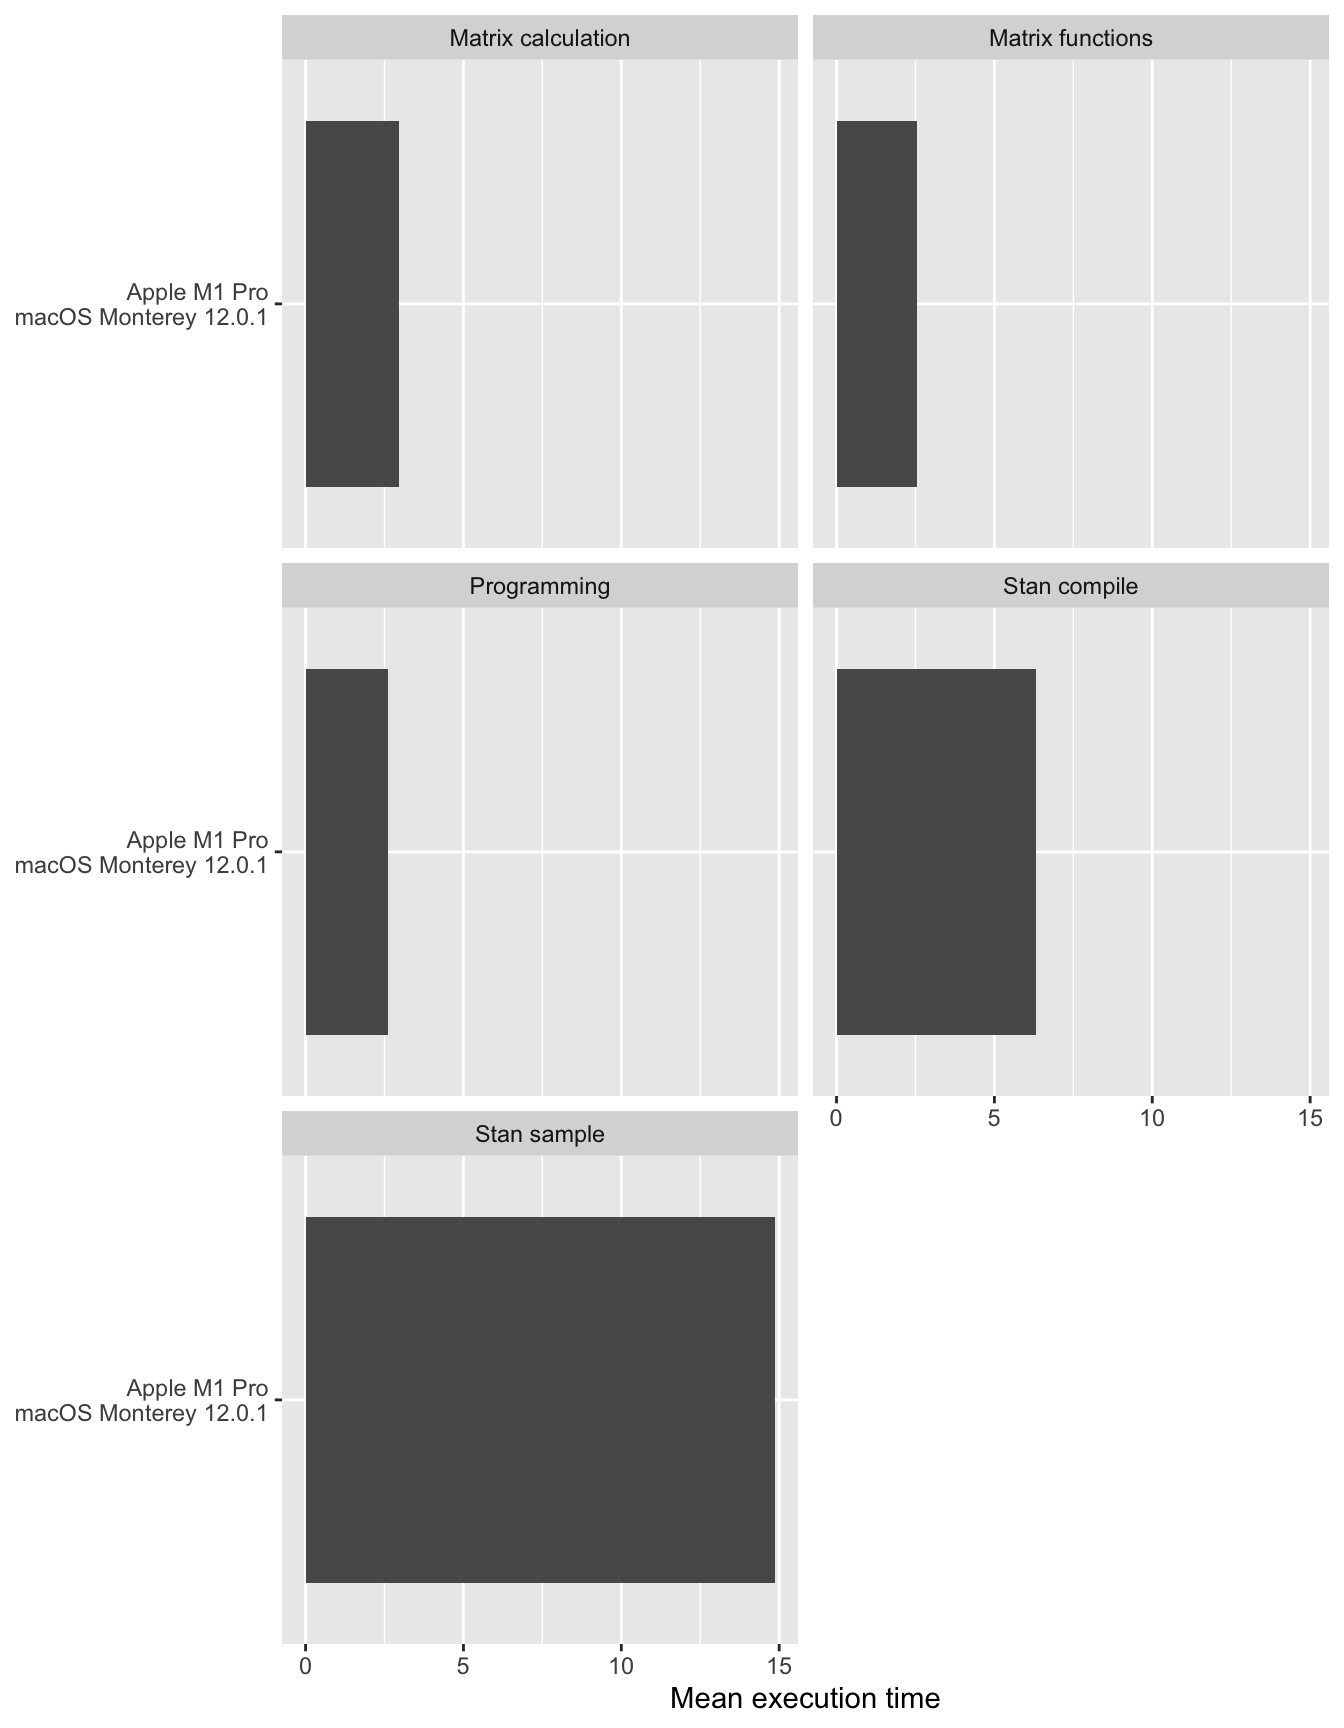 Matrix calculation
Matrix functions
Apple M1 Pro
macOS Monterey 12.0.1
Programming
Stan compile
Apple M1 Pro
macOS Monterey 12.0.1
0 5 10 15
Stan sample
Apple M1 Pro
macOS Monterey 12.0.1
0 5 10 15
Mean execution time